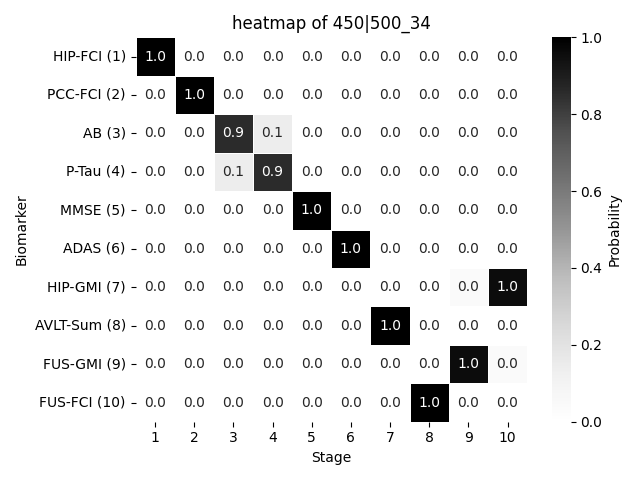 heatmap of 450|500_34
HIP-FCI (1) 1.0 0.0 0.0 0.0 0.0 0.0 0.0 0.0 0.0 0.0
PCC-FCI (2) 0.0 1.0 0.0 0.0 0.0 0.0 0.0 0.0 0.0 0.0
AB (3) 0.0 0.0 0.9 0.1 0.0 0.0 0.0 0.0 0.0 0.0
P-Tau (4) 0.0 0.0 0.1 0.9 0.0 0.0 0.0 0.0 0.0 0.0
MMSE (5) 0.0 0.0 0.0 0.0 1.0 0.0 0.0 0.0 0.0 0.0
ADAS (6) 0.0 0.0 0.0 0.0 0.0 1.0 0.0 0.0 0.0 0.0
HIP-GMI (7) 0.0 0.0 0.0 0.0 0.0 0.0 0.0 0.0 0.0 1.0
AVLT-Sum (8) 0.0 0.0 0.0 0.0 0.0 0.0 1.0 0.0 0.0 0.0
FUS-GMI (9) 0.0 0.0 0.0 0.0 0.0 0.0 0.0 0.0 1.0 0.0
FUS-FCI (10) 0.0 0.0 0.0 0.0 0.0 0.0 0.0 1.0 0.0 0.0
1 2 3 4 5 6 7 8 9 10
Stage
Biomarker
1.0
0.8
0.6
0.4
0.2
0.0
Probability